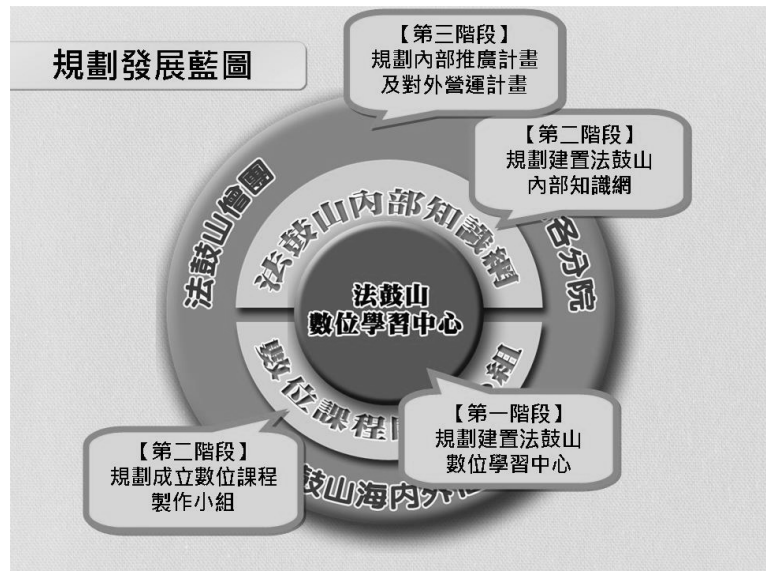 規劃發展藍圖
【第三階段】
規劃內部推廣計畫
及對外營運計畫
【第二階段】
規劃建置法鼓山
內部知識網
法鼓山僧團
法鼓山內部知識網
各分院
法鼓山
數位學習中心
數位課程
組
【第一階段】
規劃建置法鼓山
數位學習中心
【第二階段】
規劃成立數位課程
製作小組
鼓山海內外